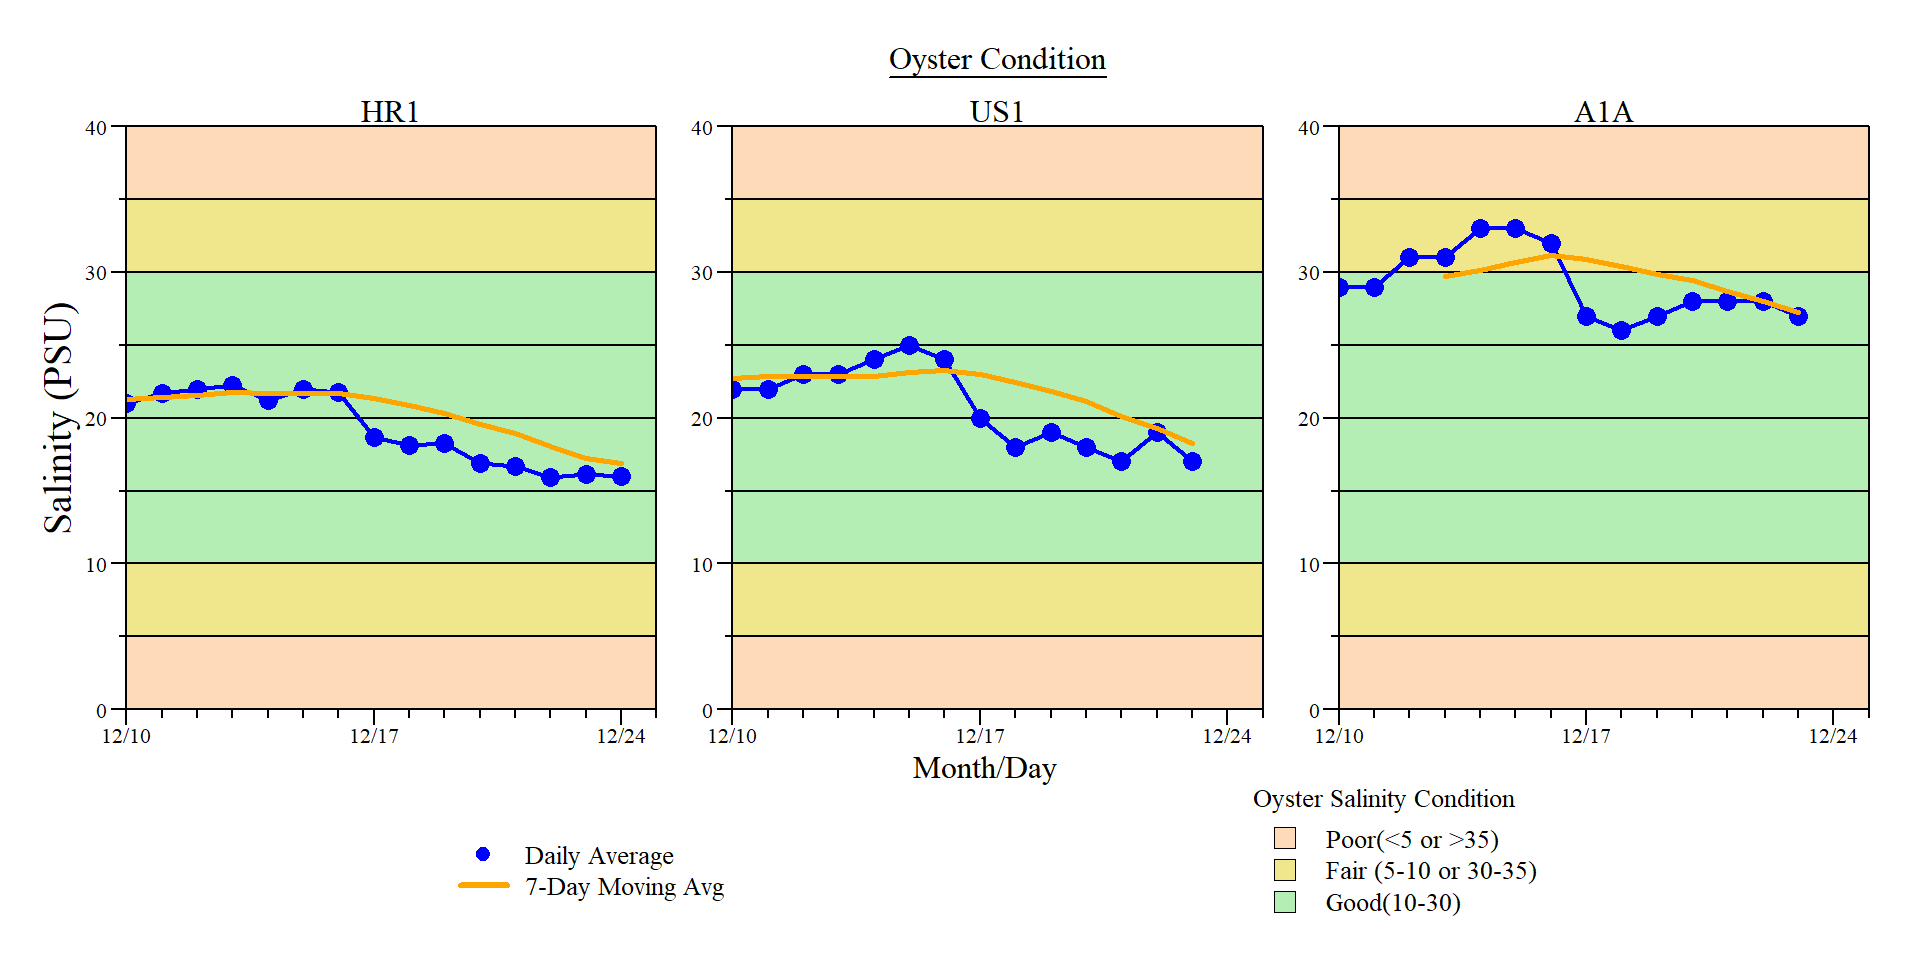 Oyster Condition
HR1
US1
A1A
40
30
20
10
0
40
30
20
10
0
40
30
20
10
0
Salinity (PSU)
12/10
12/17
12/24
12/10
12/17
12/24
12/10
12/17
12/24
Month/Day
Daily Average
7-Day Moving Avg
Oyster Salinity Condition
Poor(<5 or >35)
Fair (5-10 or 30-35)
Good(10-30)